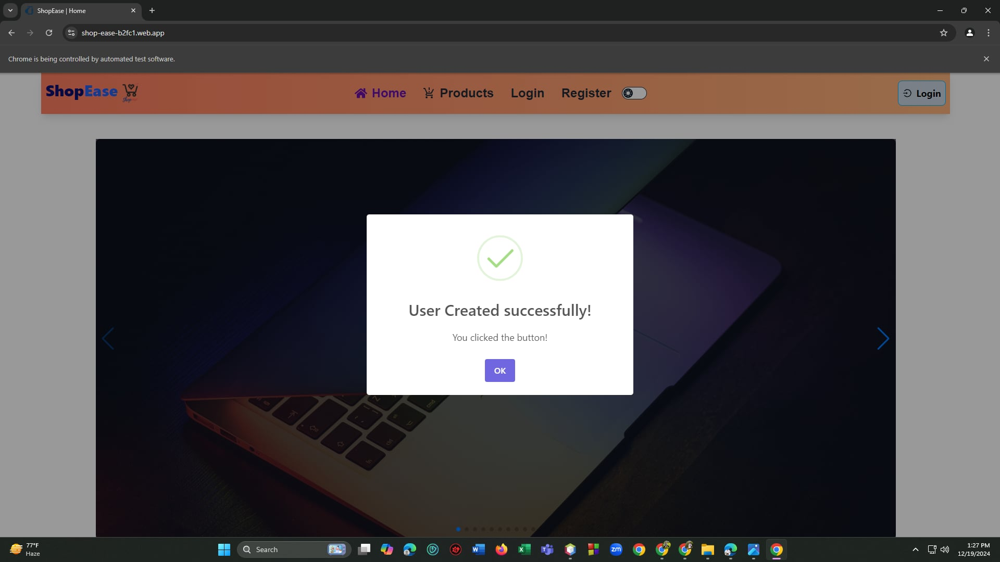 ShopEase | Home
shop-ease-b2fc1.web.app
Chrome is being controlled by automated test software.
ShopEase
Home
Products
Login
Register
Login
User Created successfully!
You clicked the button!
OK
77°F
Haze
Search
zm
1:27 PM
12/19/2024